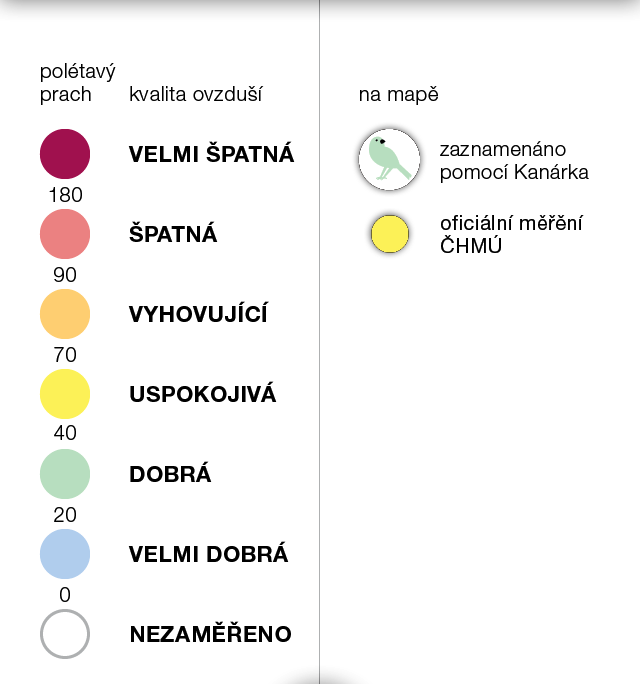 polétavý
prach
kvalita ovzduší
VELMI ŠPATNÁ
180
ŠPATNÁ
90
VYHOVUJÍCÍ
70
USPOKOJIVÁ
40
DOBRÁ
20
VELMI DOBRÁ
0
NEZAMĚŘENO
na mapě
zaznamenáno
pomocí Kanárka
oficiální měření
ČHMÚ